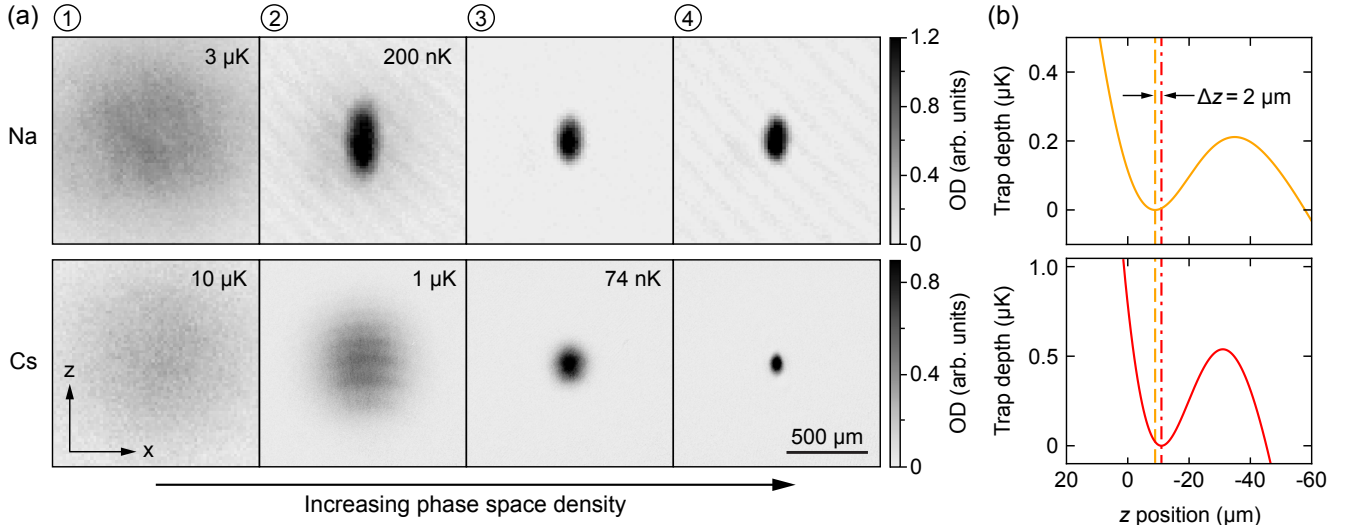 (a) ① ② ③ ④ (b)
3 µK 200 nK
Na
1.2
0.8
0.4
0
OD (arb. units)
10 µK 1 µK 74 nK
Cs
z
x
500 µm
0.8
0.4
0
OD (arb. units)
Increasing phase space density
Trap depth (µK)
0.4
0.2
0
Δz = 2 µm
Trap depth (µK)
1.0
0.5
0
20 0 -20 -40 -60
z position (µm)